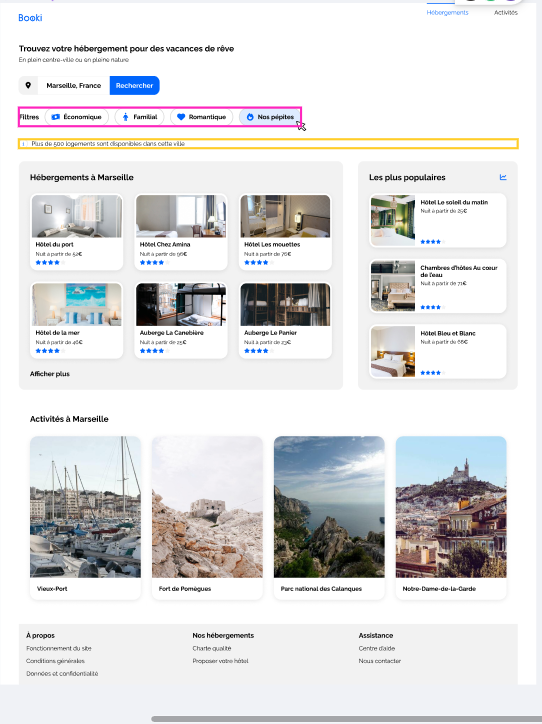 Booki
Hébergements
Activités
Trouvez votre hébergement pour des vacances de rêve
En plein centre-ville ou en pleine nature
Marseille, France
Rechercher
Filtres
Économique
Familial
Romantique
Nos pépites
i
Plus de 500 logements sont disponibles dans cette ville
Hébergements à Marseille
Hôtel du port
Nuit à partir de 52€
Hôtel Chez Amina
Nuit à partir de 96€
Hôtel Les mouettes
Nuit à partir de 76€
Hôtel de la mer
Nuit à partir de 46€
Auberge La Canebière
Nuit à partir de 25€
Auberge Le Panier
Nuit à partir de 23€
Afficher plus
Les plus populaires
Hôtel Le soleil du matin
Nuit à partir de 25€
Chambres d'hôtes Au cœur
de l'eau
Nuit à partir de 71€
Hôtel Bleu et Blanc
Nuit à partir de 68€
Activités à Marseille
Vieux-Port
Fort de Pomègues
Parc national des Calanques
Notre-Dame-de-la-Garde
À propos
Fonctionnement du site
Conditions générales
Données et confidentialité
Nos hébergements
Charte qualité
Proposer votre hôtel
Assistance
Centre d'aide
Nous contacter